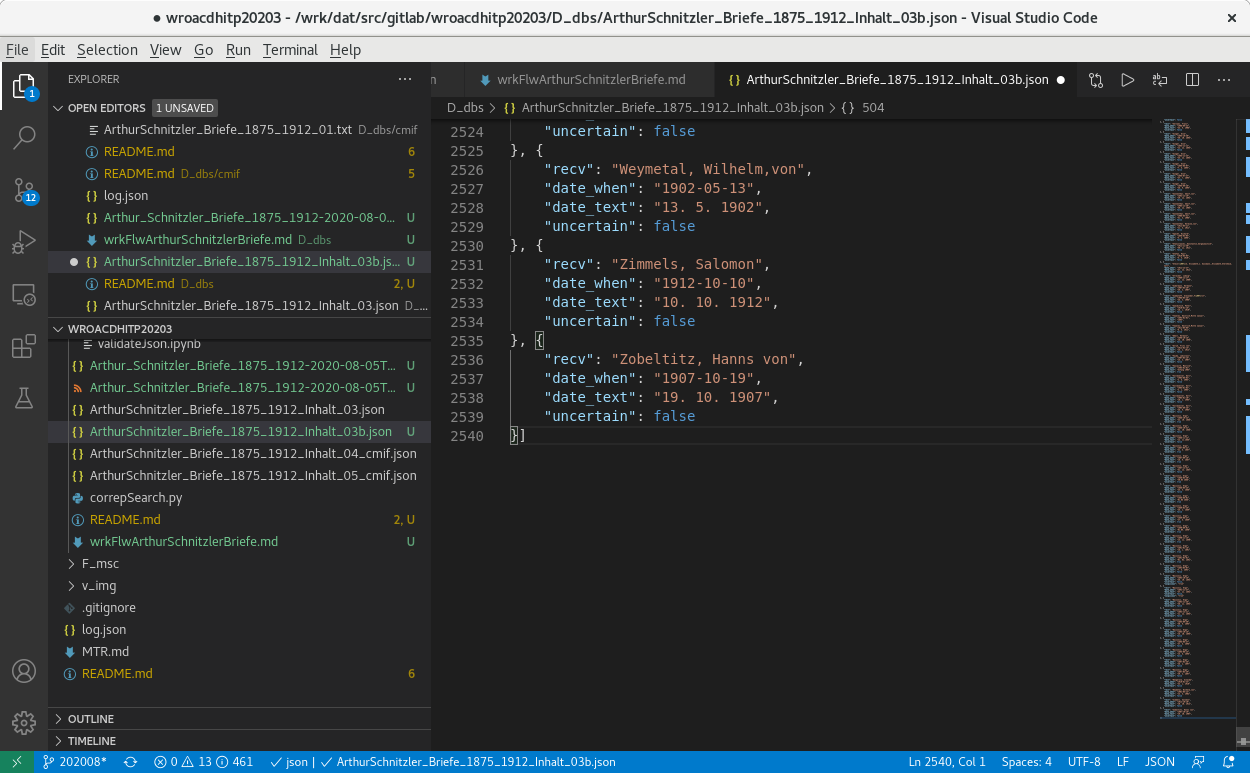 ● wroacdhitp20203 - /wrk/dat/src/gitlab/wroacdhitp20203/D_dbs/ArthurSchnitzler_Briefe_1875_1912_Inhalt_03b.json - Visual Studio Code
File Edit Selection View Go Run Terminal Help
EXPLORER
OPEN EDITORS 1 UNSAVED
ArthurSchnitzler_Briefe_1875_1912_01.txt D_dbs/cmif
README.md 6
README.md D_dbs/cmif 5
log.json
Arthur_Schnitzler_Briefe_1875_1912-2020-08-0... U
wrkFlwArthurSchnitzlerBriefe.md D_dbs U
ArthurSchnitzler_Briefe_1875_1912_Inhalt_03b.js... U
README.md D_dbs 2, U
ArthurSchnitzler_Briefe_1875_1912_Inhalt_03.json D_...
WROACDHITP20203
validateJson.ipynb
Arthur_Schnitzler_Briefe_1875_1912-2020-08-05T... U
Arthur_Schnitzler_Briefe_1875_1912-2020-08-05T... U
ArthurSchnitzler_Briefe_1875_1912_Inhalt_03.json
ArthurSchnitzler_Briefe_1875_1912_Inhalt_03b.json U
ArthurSchnitzler_Briefe_1875_1912_Inhalt_04_cmif.json
ArthurSchnitzler_Briefe_1875_1912_Inhalt_05_cmif.json
correpSearch.py
README.md 2, U
wrkFlwArthurSchnitzlerBriefe.md U
F_msc
v_img
.gitignore
log.json
MTR.md
README.md 6
OUTLINE
TIMELINE
1
12
n wrkFlwArthurSchnitzlerBriefe.md {} ArthurSchnitzler_Briefe_1875_1912_Inhalt_03b.json ●
D_dbs > {} ArthurSchnitzler_Briefe_1875_1912_Inhalt_03b.json > {} 504
2524 "uncertain": false
2525 }, {
2526 "recv": "Weymetal, Wilhelm,von",
2527 "date_when": "1902-05-13",
2528 "date_text": "13. 5. 1902",
2529 "uncertain": false
2530 }, {
2531 "recv": "Zimmels, Salomon",
2532 "date_when": "1912-10-10",
2533 "date_text": "10. 10. 1912",
2534 "uncertain": false
2535 }, {
2536 "recv": "Zobeltitz, Hanns von",
2537 "date_when": "1907-10-19",
2538 "date_text": "19. 10. 1907",
2539 "uncertain": false
2540 }]
202008* 0 13 461 json | ArthurSchnitzler_Briefe_1875_1912_Inhalt_03b.json Ln 2540, Col 1 Spaces: 4 UTF-8 LF JSON